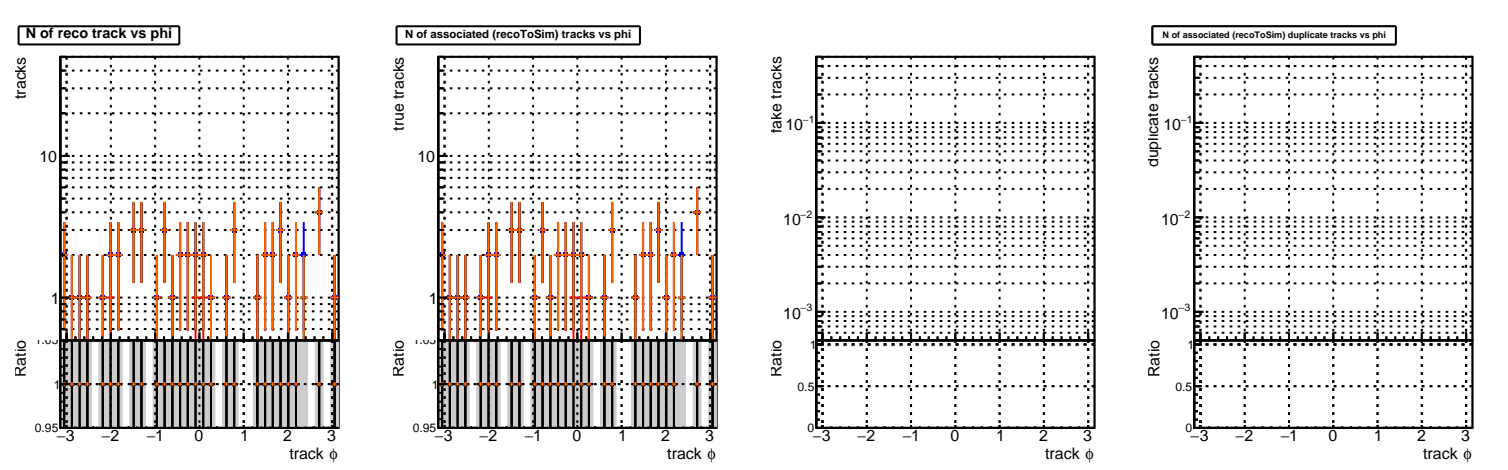 N of reco track vs phi
tracks
10
1
Ratio
1.05
1
0.95
−3 −2 −1 0 1 2 3
track ϕ
N of associated (recoToSim) tracks vs phi
true tracks
10
1
Ratio
1.05
1
0.95
−3 −2 −1 0 1 2 3
track ϕ
fake tracks
10⁻¹
10⁻²
10⁻³
Ratio
1
0.5
0
−3 −2 −1 0 1 2 3
track ϕ
N of associated (recoToSim) duplicate tracks vs phi
duplicate tracks
10⁻¹
10⁻²
10⁻³
Ratio
1
0.5
0
−3 −2 −1 0 1 2 3
track ϕ